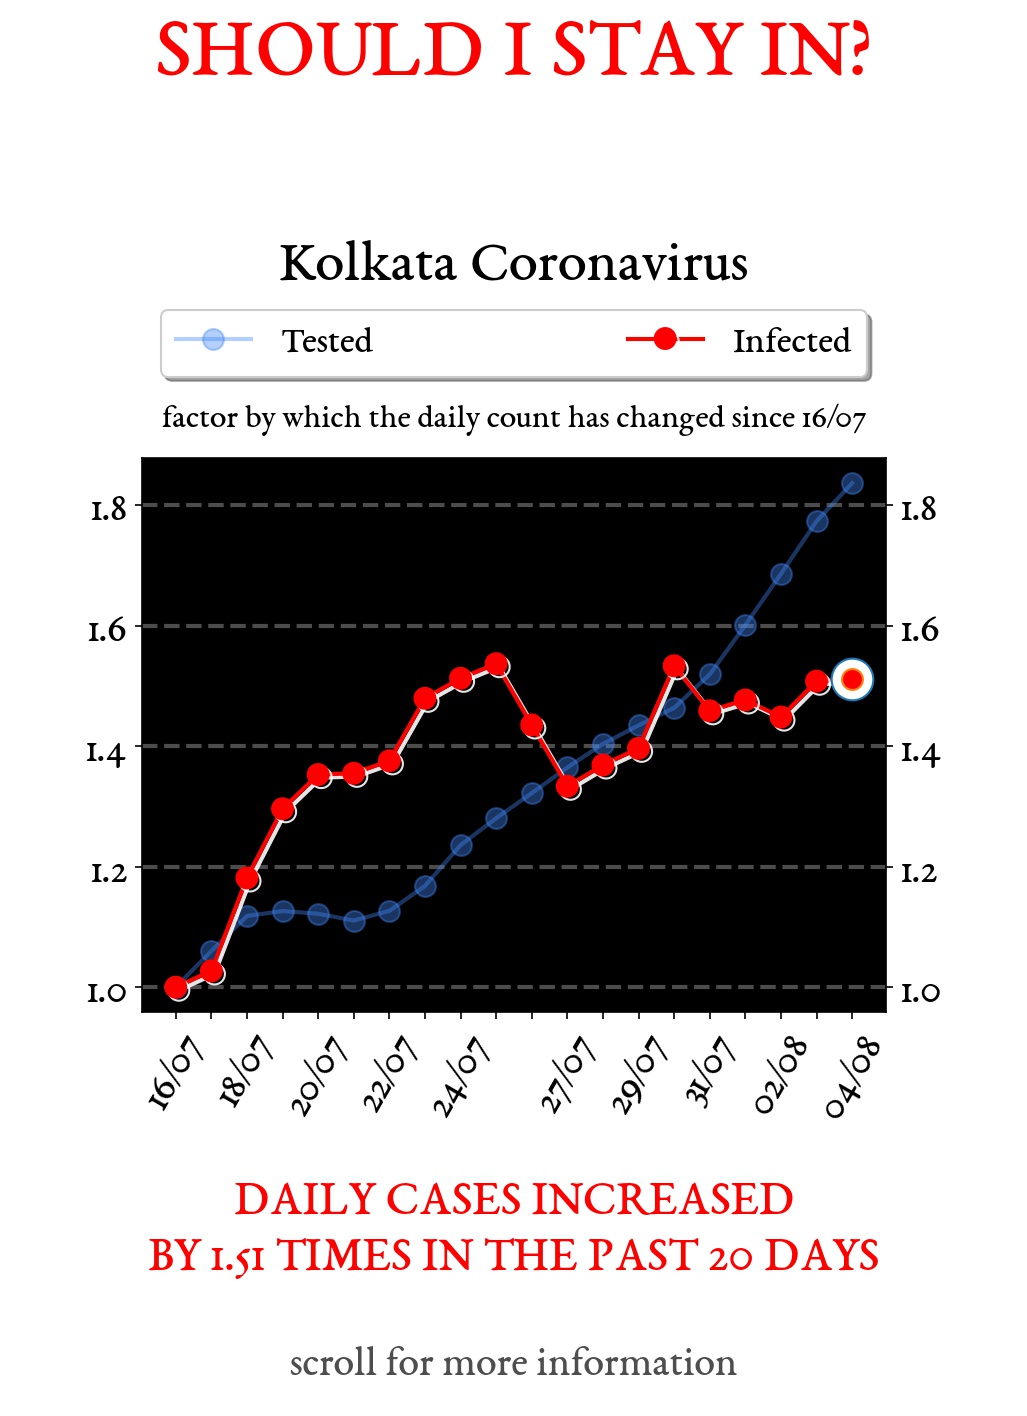 SHOULD I STAY IN?
Kolkata Coronavirus
Tested Infected
factor by which the daily count has changed since 16/07
1.8 1.8
1.6 1.6
1.4 1.4
1.2 1.2
1.0 1.0
16/07 18/07 20/07 22/07 24/07 27/07 29/07 31/07 02/08 04/08
DAILY CASES INCREASED
BY 1.51 TIMES IN THE PAST 20 DAYS
scroll for more information